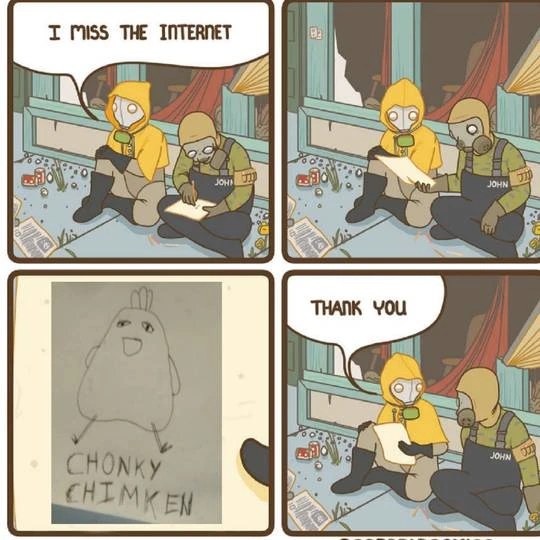 I MISS THE INTERNET
JOHN
JOHN
CHONKY
CHIMKEN
THANK YOU
JOHN